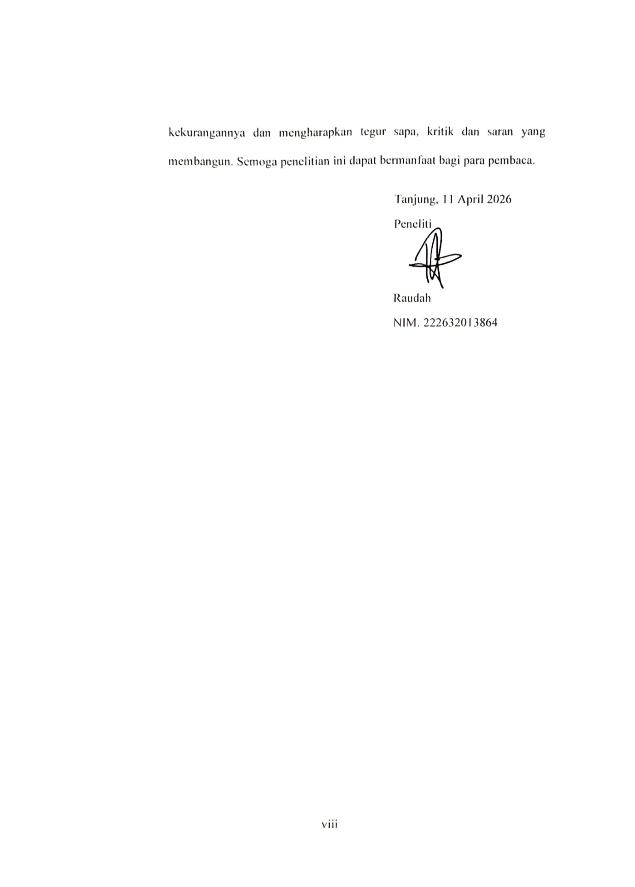 kekurangannya dan mengharapkan tegur sapa, kritik dan saran yang
membangun. Semoga penelitian ini dapat bermanfaat bagi para pembaca.
Tanjung, 11 April 2026
Peneliti
Raudah
NIM. 222632013864
viii